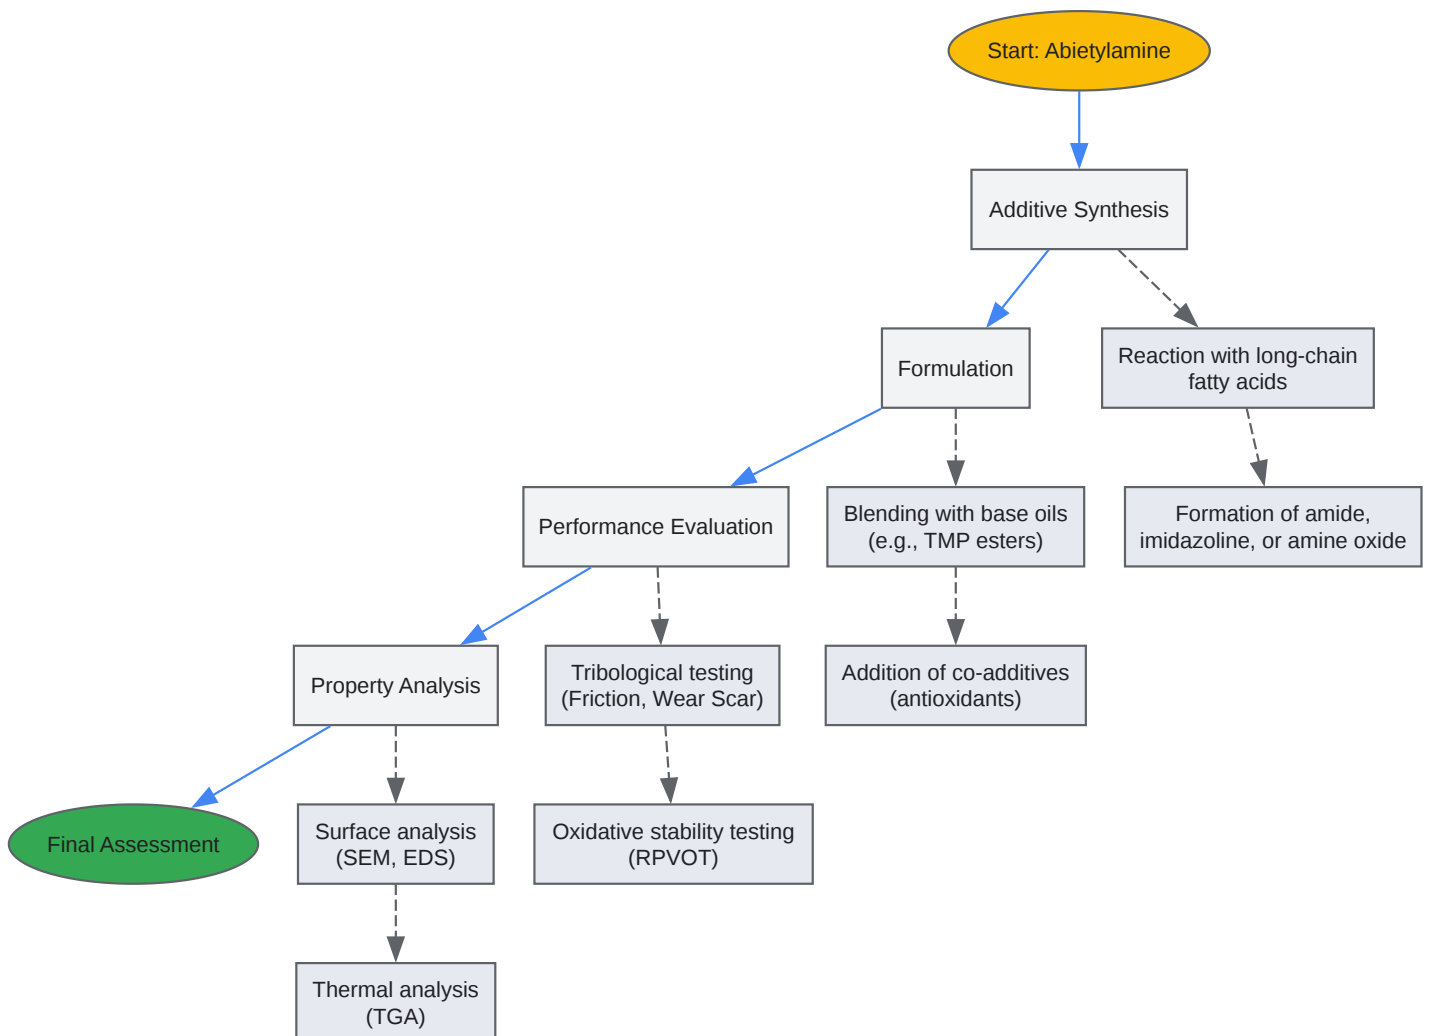 Start: Abietylamine
Additive Synthesis
Formulation
Reaction with long-chain
fatty acids
Performance Evaluation
Blending with base oils
(e.g., TMP esters)
Formation of amide,
imidazoline, or amine oxide
Property Analysis
Tribological testing
(Friction, Wear Scar)
Addition of co-additives
(antioxidants)
Final Assessment
Surface analysis
(SEM, EDS)
Oxidative stability testing
(RPVOT)
Thermal analysis
(TGA)